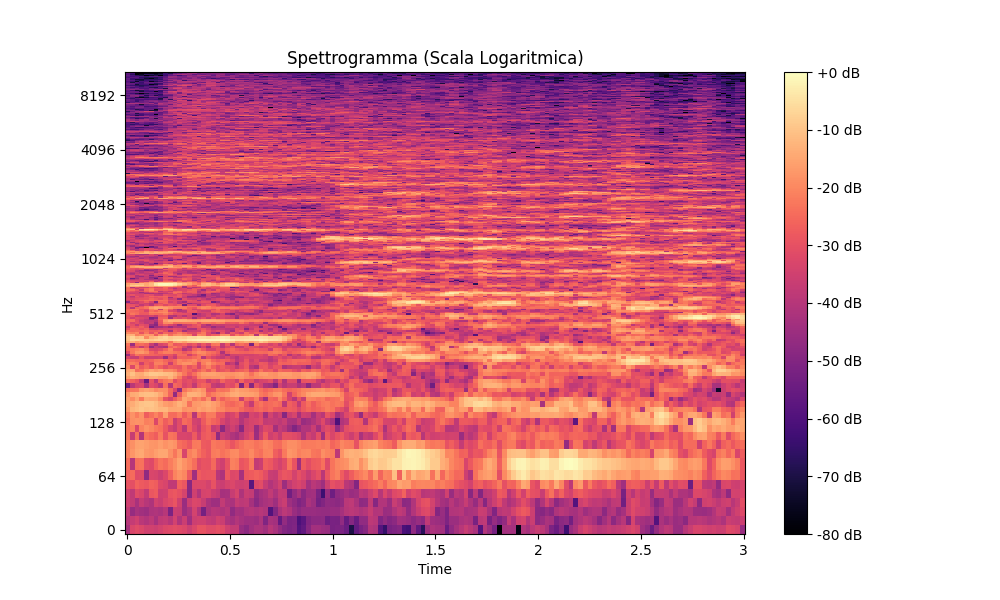 Spettrogramma (Scala Logaritmica)
Hz
8192
4096
2048
1024
512
256
128
64
0
0
0.5
1
1.5
2
2.5
3
Time
+0 dB
-10 dB
-20 dB
-30 dB
-40 dB
-50 dB
-60 dB
-70 dB
-80 dB